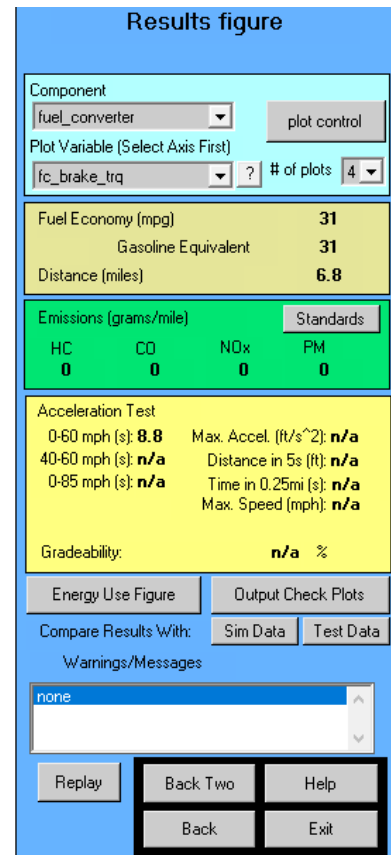 Results figure
Component
fuel_converter
plot control
Plot Variable (Select Axis First)
fc_brake_trq
?
# of plots 4
Fuel Economy (mpg) 31
Gasoline Equivalent 31
Distance (miles) 6.8
Emissions (grams/mile) Standards
HC CO NOx PM
0 0 0 0
Acceleration Test
0-60 mph (s): 8.8 Max. Accel. (ft/s^2): n/a
40-60 mph (s): n/a Distance in 5s (ft): n/a
0-85 mph (s): n/a Time in 0.25mi (s): n/a
Max. Speed (mph): n/a
Gradeability: n/a %
Energy Use Figure Output Check Plots
Compare Results With: Sim Data Test Data
Warnings/Messages
none
Replay Back Two Help
Back Exit